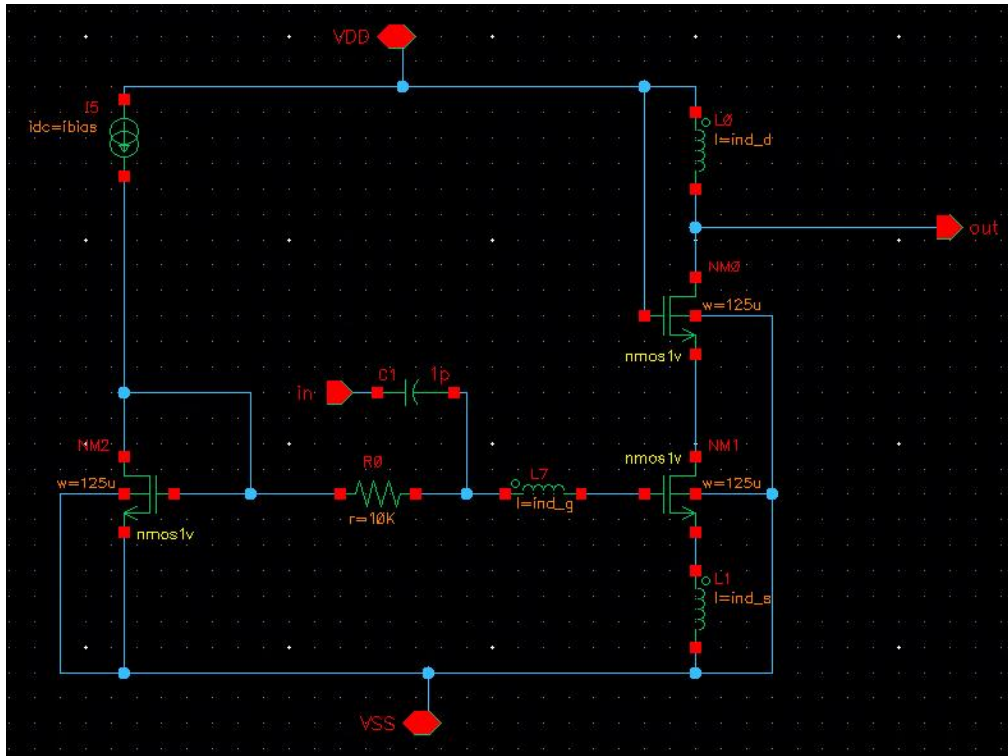 VDD
I5
idc=ibias
L0
l=ind_d
out
NM0
w=125u
nmos1v
in
C1
1p
NM2
w=125u
nmos1v
R0
r=10K
L7
l=ind_g
nmos1v
NM1
w=125u
L1
l=ind_s
VSS